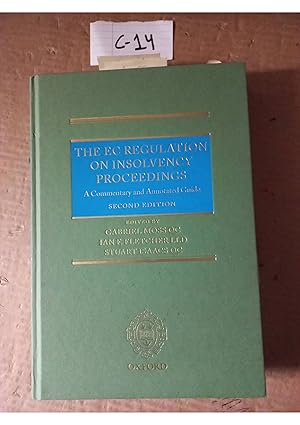 C-14
THE EC REGULATION
ON INSOLVENCY
PROCEEDINGS
A Commentary and Annotated Guide
SECOND EDITION
EDITED BY
GABRIEL MOSS QC
IAN F. FLETCHER LLD
STUART ISAACS QC
OXFORD